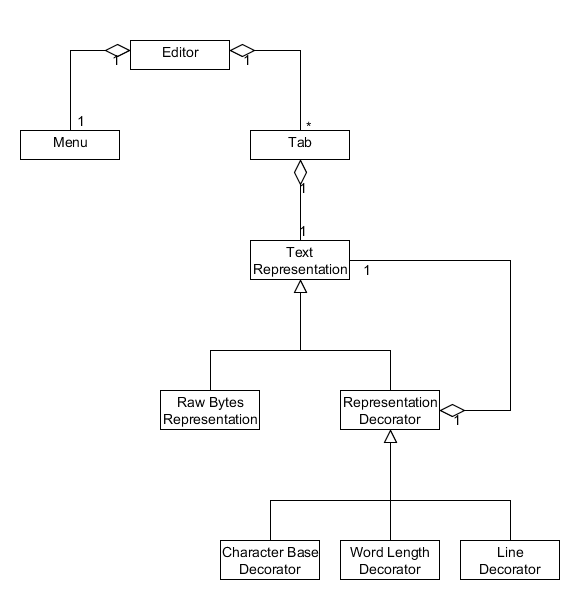 Editor
1
1
1
*
Menu
Tab
1
1
Text
Representation
1
Raw Bytes
Representation
Representation
Decorator
1
Character Base
Decorator
Word Length
Decorator
Line
Decorator